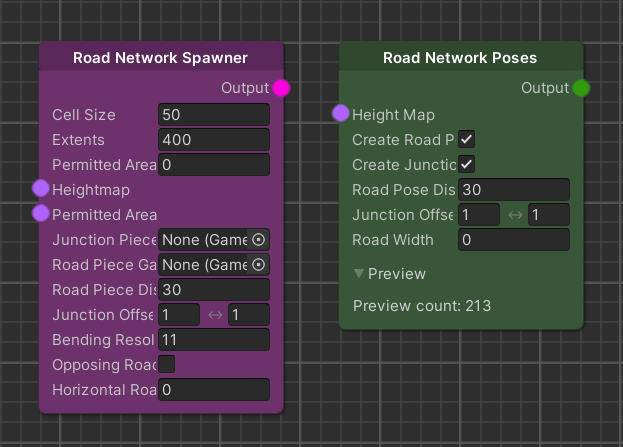 Road Network Spawner
Output
Cell Size 50
Extents 400
Permitted Area 0
Heightmap
Permitted Area
Junction Piece None (Game
Road Piece Ga None (Game
Road Piece Dis 30
Junction Offse 1 ↔ 1
Bending Resol 11
Opposing Road
Horizontal Roa 0
Road Network Poses
Output
Height Map
Create Road P
Create Junctio
Road Pose Dis 30
Junction Offse 1 ↔ 1
Road Width 0
Preview
Preview count: 213